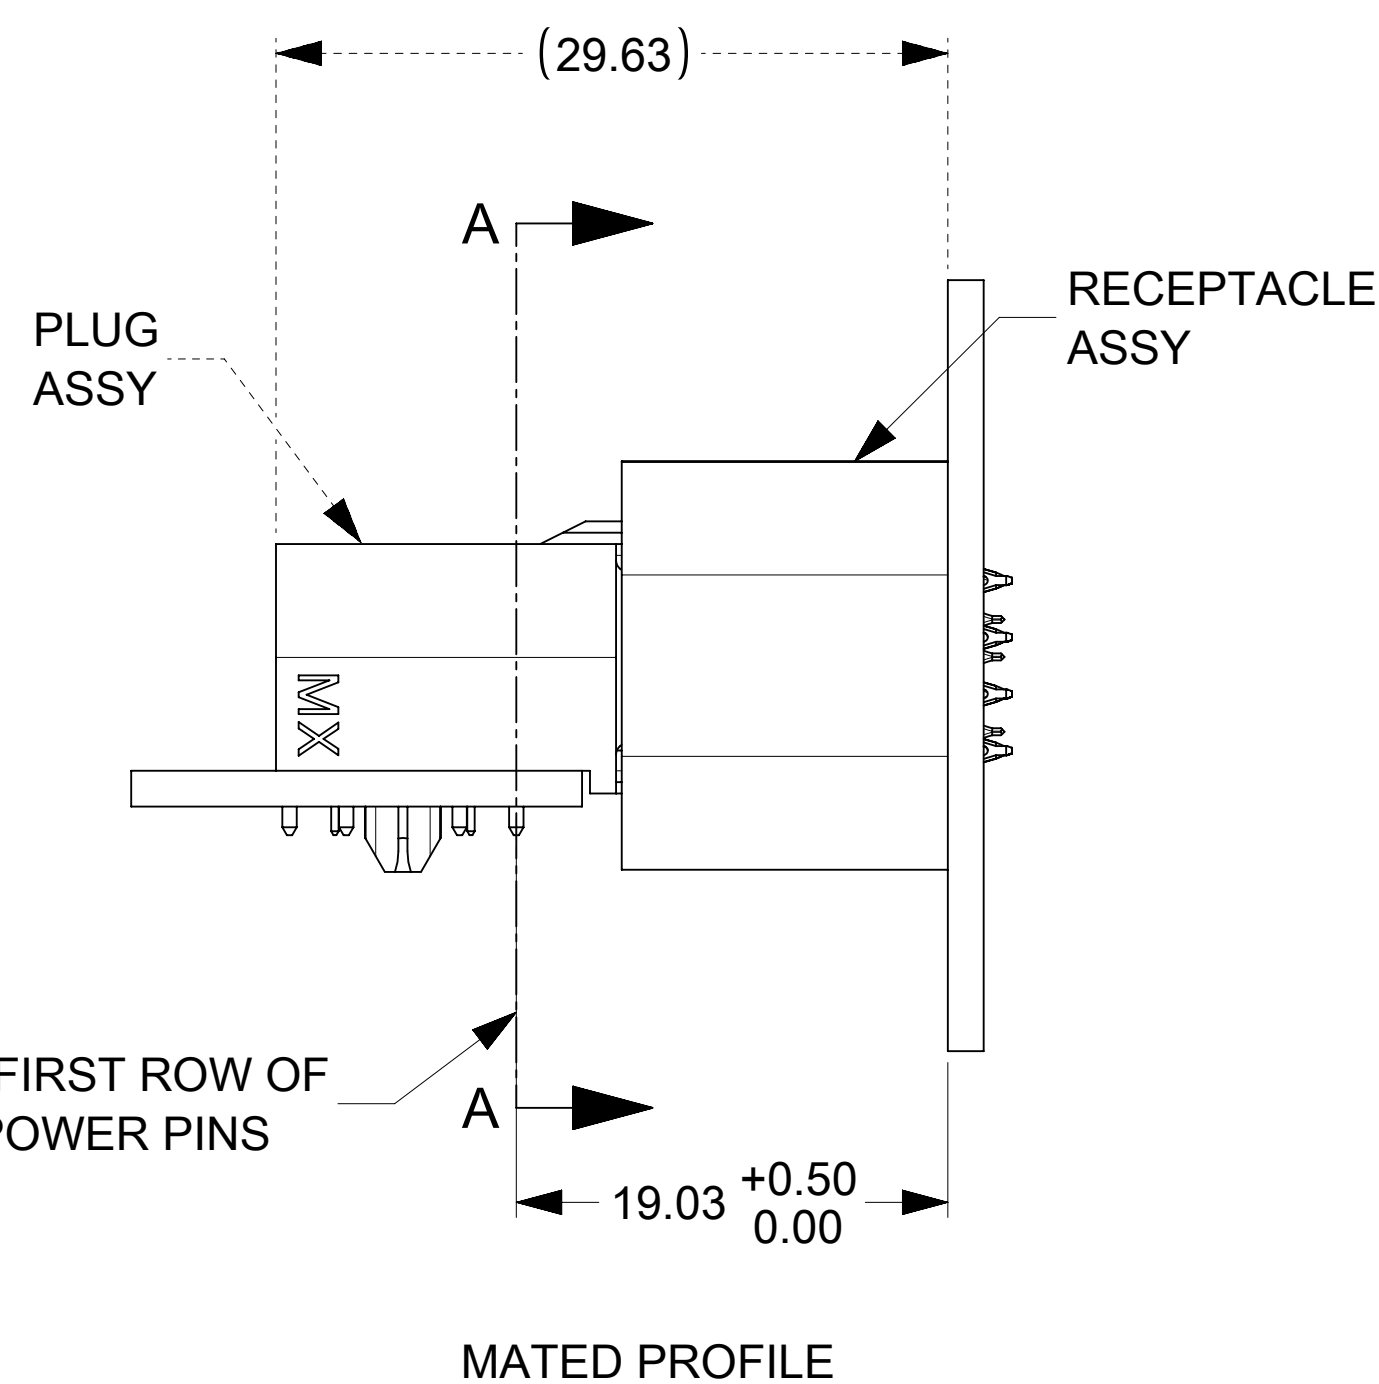 (29.63)
A
RECEPTACLE
ASSY
PLUG
ASSY
MX
FIRST ROW OF
POWER PINS
A
19.03 +0.50
0.00
MATED PROFILE